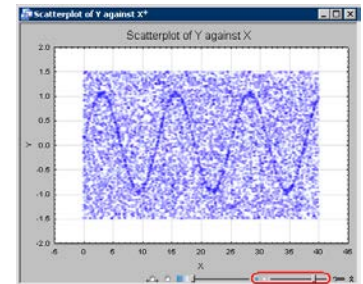 Scatterplot of Y against X*
Scatterplot of Y against X
2.0
1.5
1.0
0.5
0.0
-0.5
-1.0
-1.5
-2.0
Y
-5 0 5 10 15 20 25 30 35 40 45
X